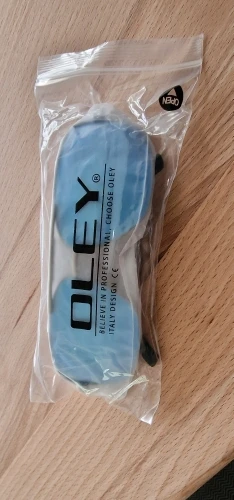 OPEN
OLEY®
BELIEVE IN PROFESSIONAL, CHOOSE OLEY
ITALY DESIGN CE